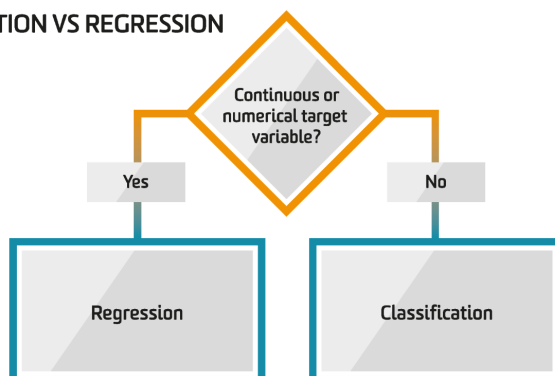 TION VS REGRESSION
Continuous or
numerical target
variable?
Yes
No
Regression
Classification